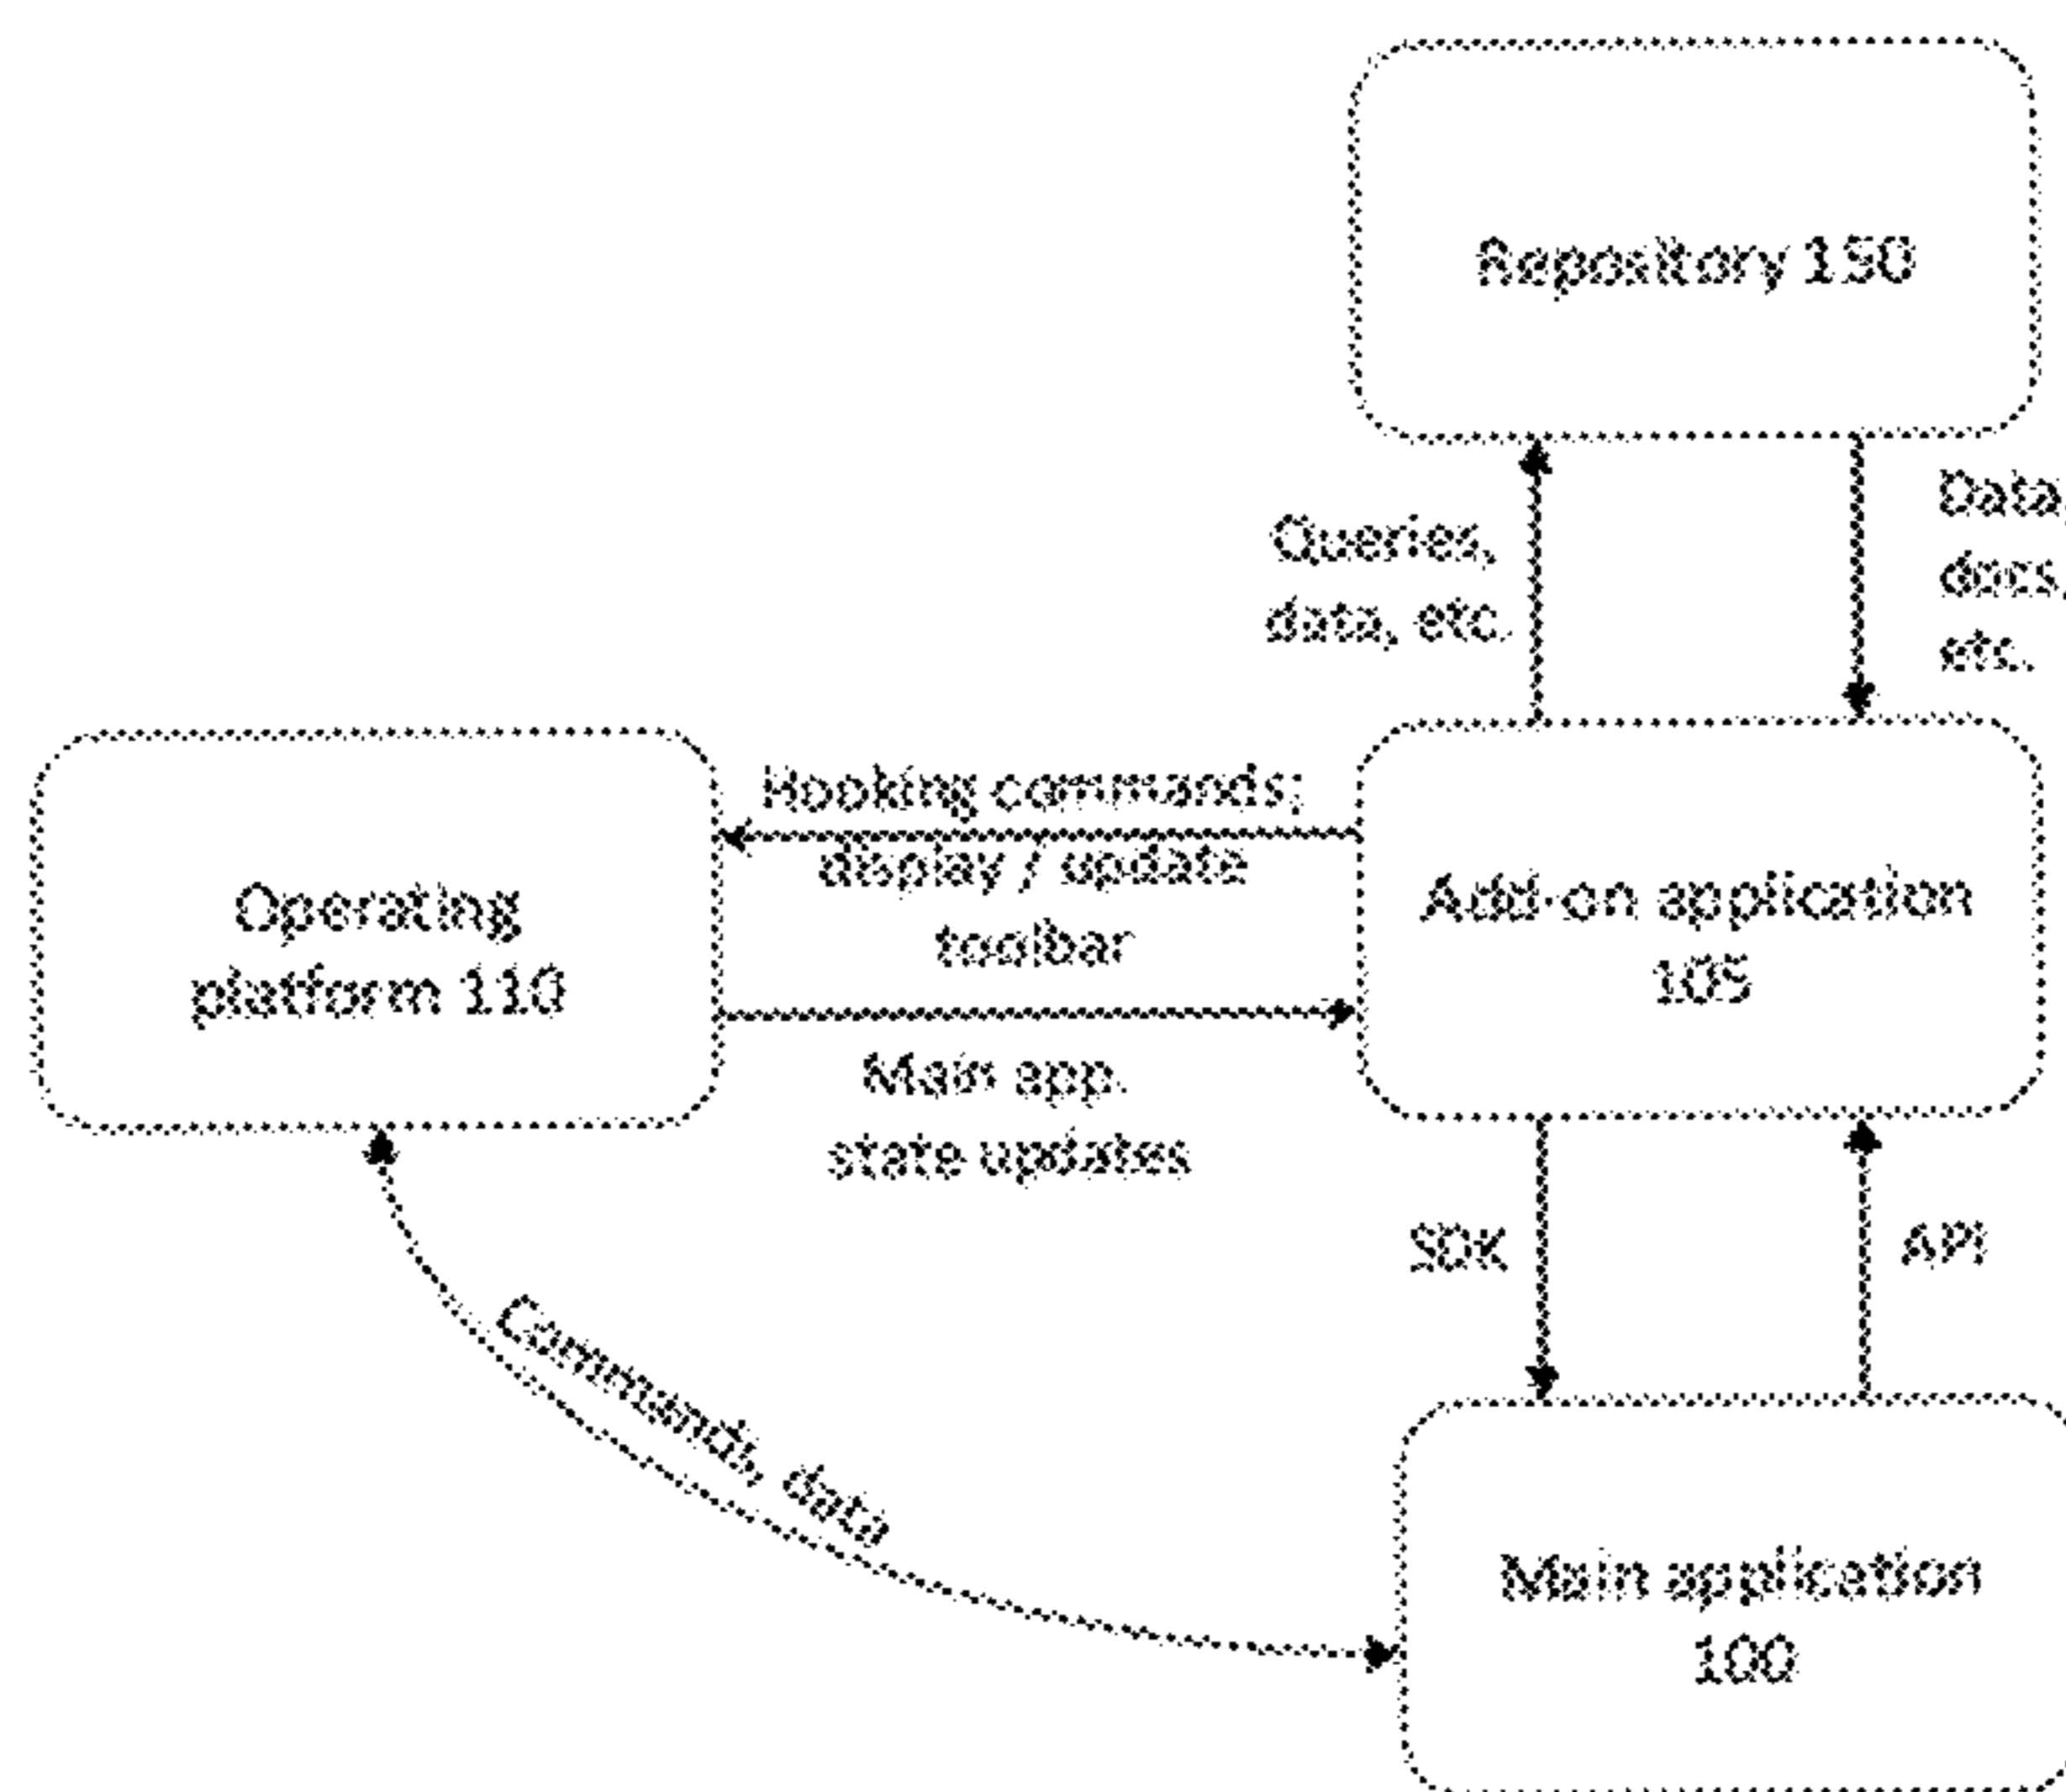 Repository 150
Queries,
data, etc.
Data,
docs,
etc.
Hooking commands;
display / update
toolbar
Operating
platform 110
Add-on application
105
Main app.
state updates
SDK
API
Commands, data
Main application
100